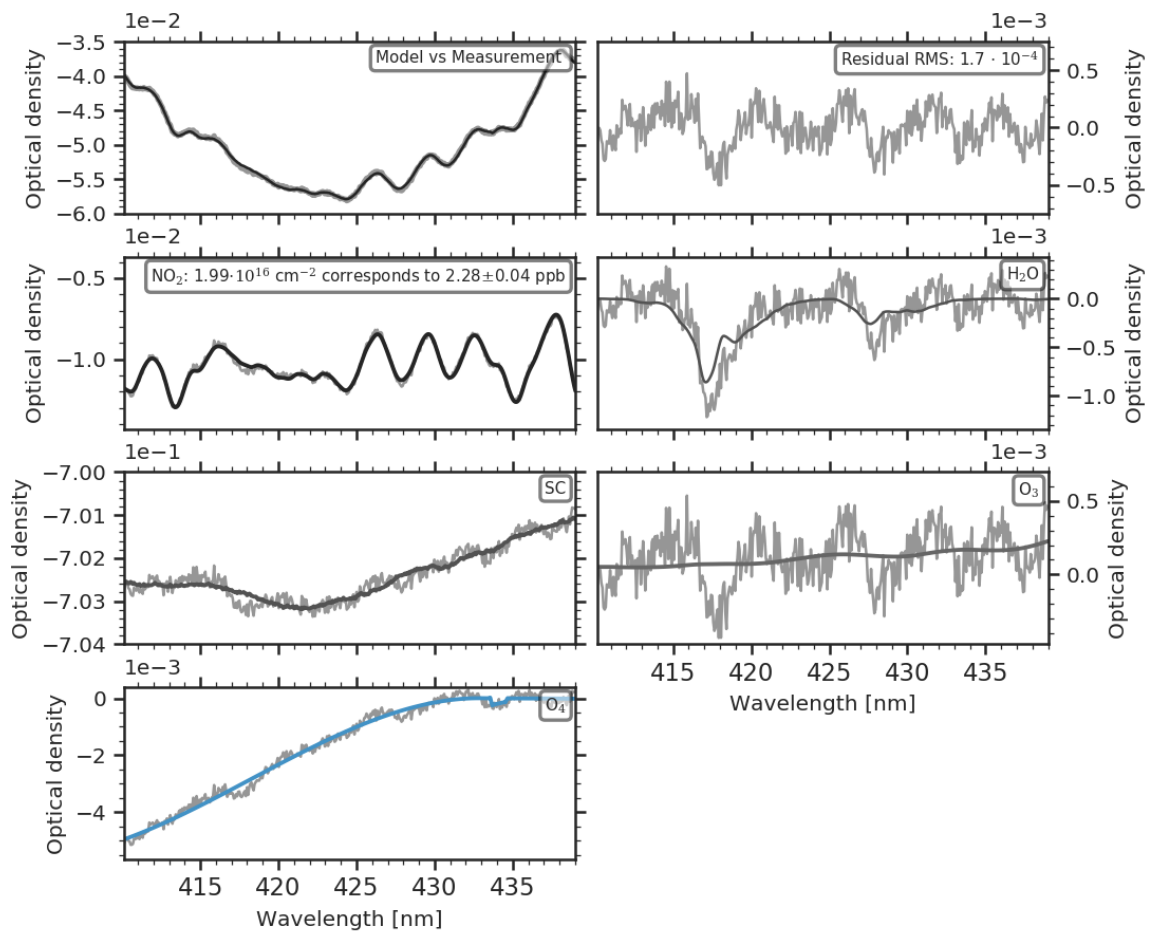 1e−2
−3.5
−4.0
−4.5
−5.0
−5.5
−6.0
Optical density
Model vs Measurement
1e−3
0.5
0.0
−0.5
Optical density
Residual RMS: 1.7 · 10⁻⁴
1e−2
−0.5
−1.0
Optical density
NO₂: 1.99·10¹⁶ cm⁻² corresponds to 2.28±0.04 ppb
1e−3
0.0
−0.5
−1.0
Optical density
H₂O
1e−1
−7.00
−7.01
−7.02
−7.03
−7.04
Optical density
SC
1e−3
0.5
0.0
Optical density
O₃
415 420 425 430 435
Wavelength [nm]
1e−3
0
−2
−4
Optical density
O₄
415 420 425 430 435
Wavelength [nm]